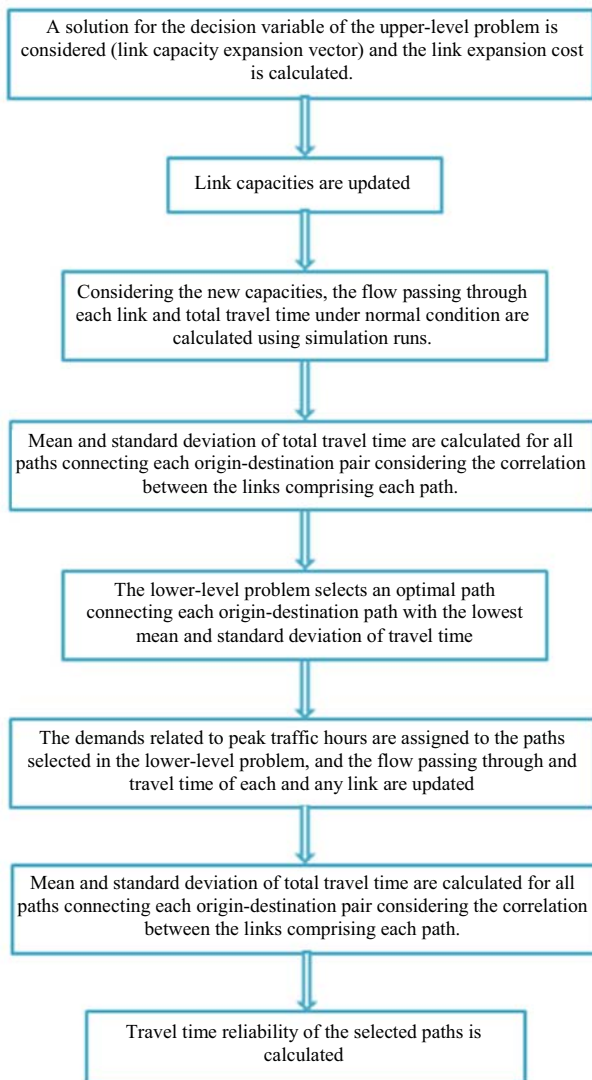 A solution for the decision variable of the upper-level problem is
considered (link capacity expansion vector) and the link expansion cost
is calculated.
Link capacities are updated
Considering the new capacities, the flow passing through
each link and total travel time under normal condition are
calculated using simulation runs.
Mean and standard deviation of total travel time are calculated for all
paths connecting each origin-destination pair considering the correlation
between the links comprising each path.
The lower-level problem selects an optimal path
connecting each origin-destination path with the lowest
mean and standard deviation of travel time
The demands related to peak traffic hours are assigned to the paths
selected in the lower-level problem, and the flow passing through and
travel time of each and any link are updated
Mean and standard deviation of total travel time are calculated for all
paths connecting each origin-destination pair considering the correlation
between the links comprising each path.
Travel time reliability of the selected paths is
calculated